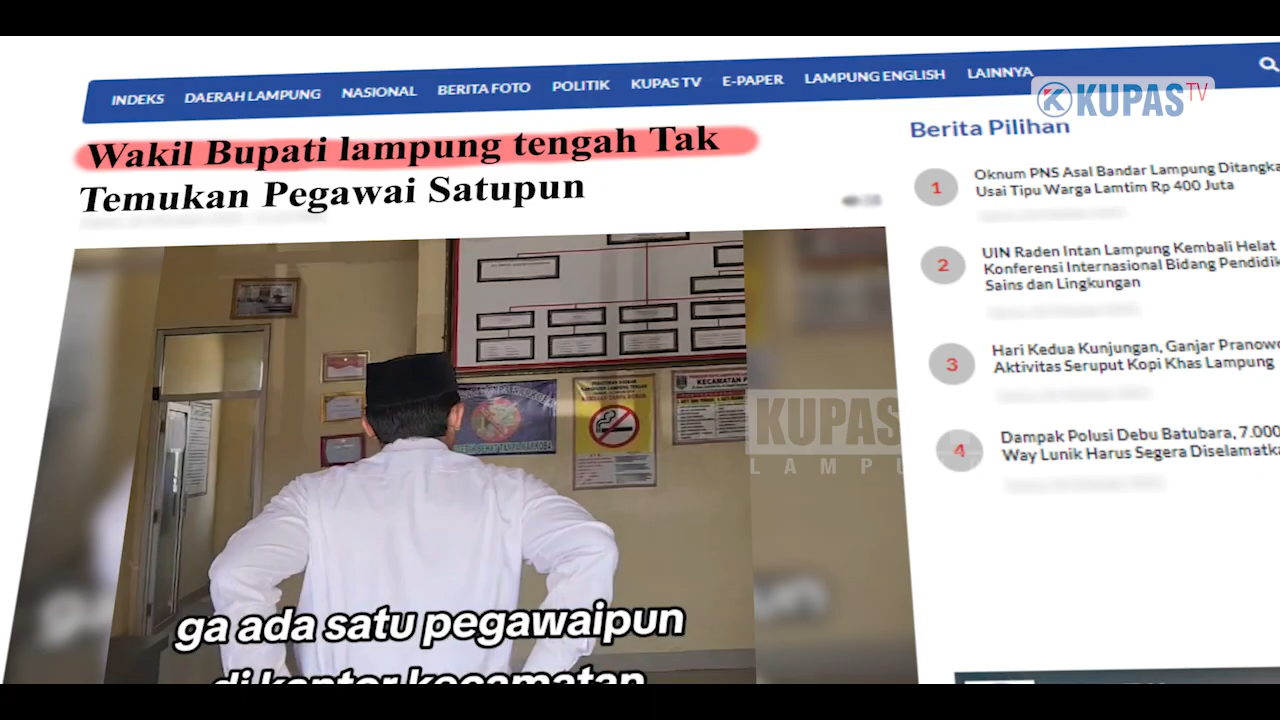 INDEKS DAERAH LAMPUNG NASIONAL BERITA FOTO POLITIK KUPAS TV E-PAPER LAMPUNG ENGLISH LAINNYA
KUPAS TV
Wakil Bupati lampung tengah Tak
Temukan Pegawai Satupun
Berita Pilihan
1
Oknum PNS Asal Bandar Lampung
Usai Tipu Warga Lamtim Rp 400 Juta
2
UIN Raden Intan Lampung Kembali Helat
Konferensi Internasional Bidang
Sains dan Lingkungan
3
Hari Kedua Kunjungan, Ganjar
Aktivitas Seruput Kopi Khas Lampung
4
Dampak Polusi Debu Batubara, 7.000
Way Lunik Harus Segera
KECAMATAN
KUPAS
ga ada satu pegawaipun
di kantor kecamatan